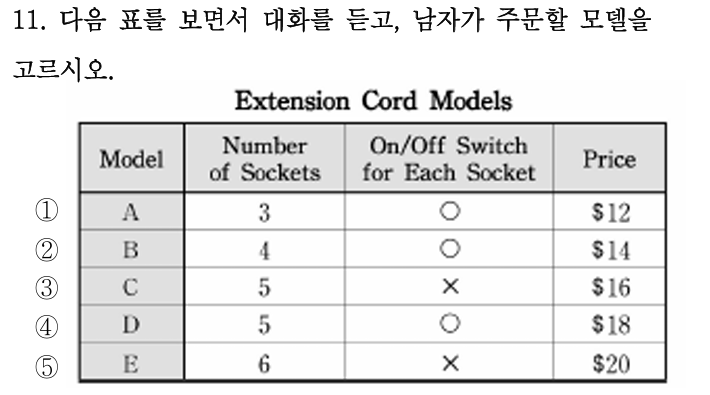 11. 다음 표를 보면서 대화를 듣고, 남자가 주문할 모델을
고르시오.
Extension Cord Models
Model Number of Sockets On/Off Switch for Each Socket Price
① A 3 ○ $12
② B 4 ○ $14
③ C 5 × $16
④ D 5 ○ $18
⑤ E 6 × $20